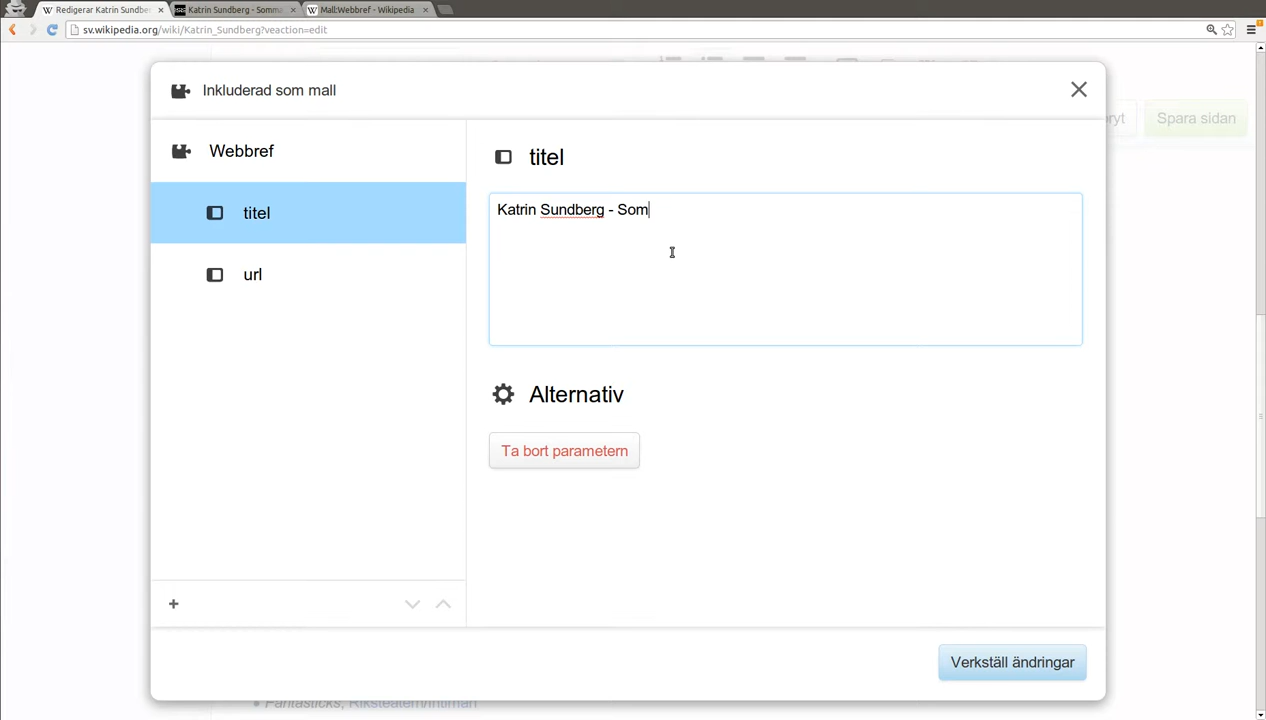 Redigerar Katrin Sundber
Katrin Sundberg - Somma
Mall:Webbref - Wikipedia
sv.wikipedia.org/wiki/Katrin_Sundberg?veaction=edit
Inkluderad som mall
Spara sidan
Webbref
titel
url
titel
Katrin Sundberg - Som
Alternativ
Ta bort parametern
Verkställ ändringar
Fantasticks, Riksteatern/Intiman